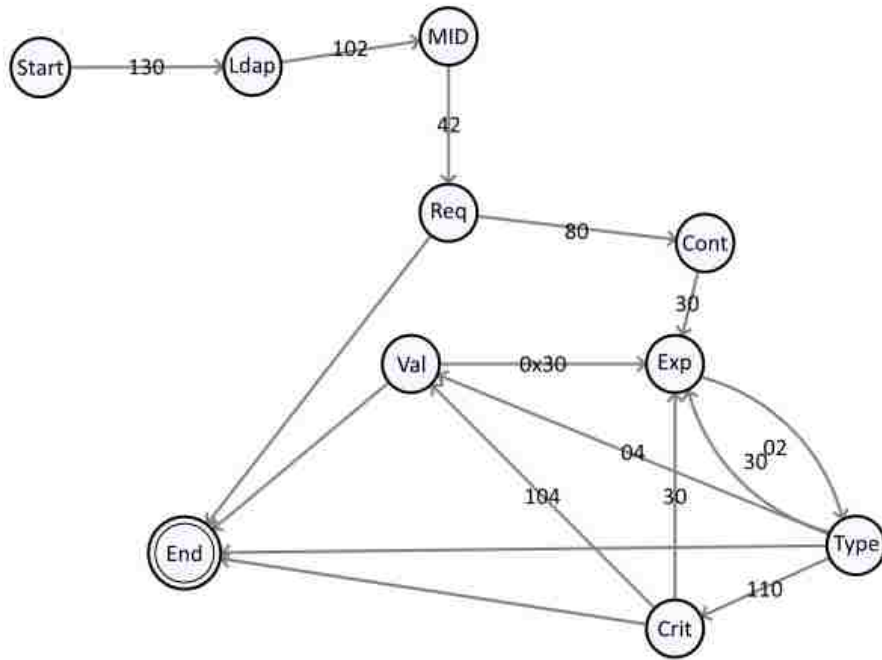 MID
Start
130
Ldap
102
42
Req
80
Cont
30
Val
0x30
Exp
04
30
02
104
30
End
Type
110
Crit